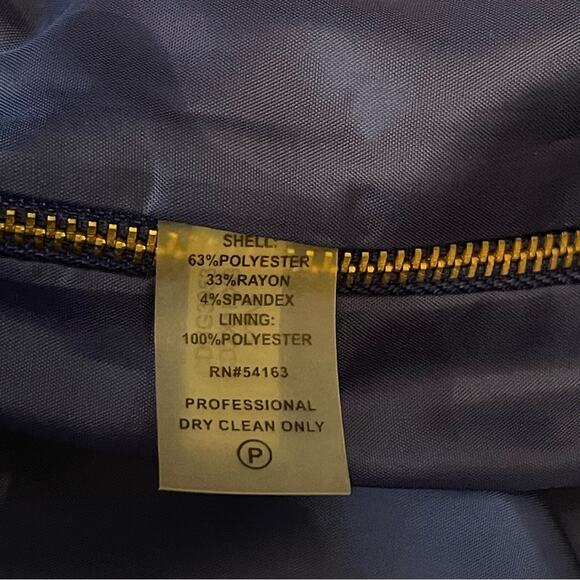 SHELL:
63%POLYESTER
33%RAYON
4%SPANDEX
LINING:
100%POLYESTER
RN#54163
PROFESSIONAL
DRY CLEAN ONLY
P